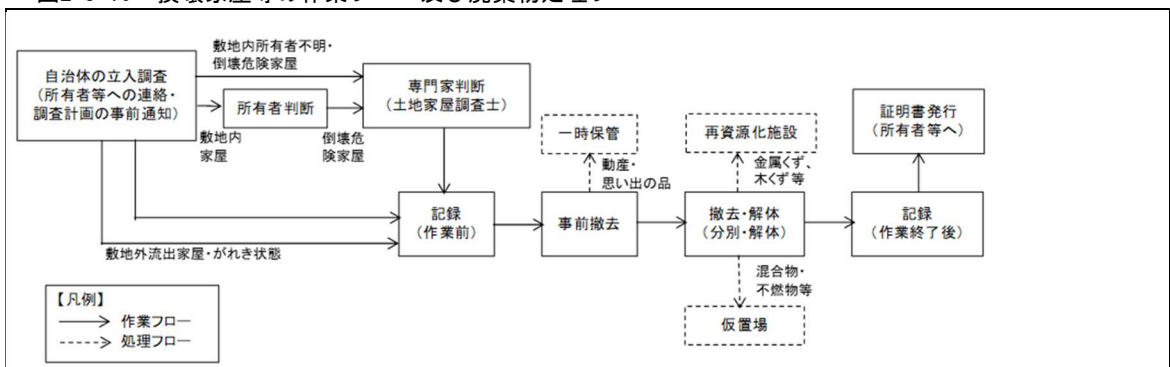 敷地内所有者不明・
倒壊危険家屋
自治体の立入調査
(所有者等への連絡・
調査計画の事前通知)
所有者判断
専門家判断
(土地家屋調査士)
敷地内
家屋
倒壊危
険家屋
一時保管
再資源化施設
証明書発行
(所有者等へ)
動産・
思い出の品
金属くず、
木くず等
記録
(作業前)
事前撤去
撤去・解体
(分別・解体)
記録
(作業終了後)
敷地外流出家屋・がれき状態
混合物・
不燃物等
仮置場
【凡例】
作業フロー
処理フロー